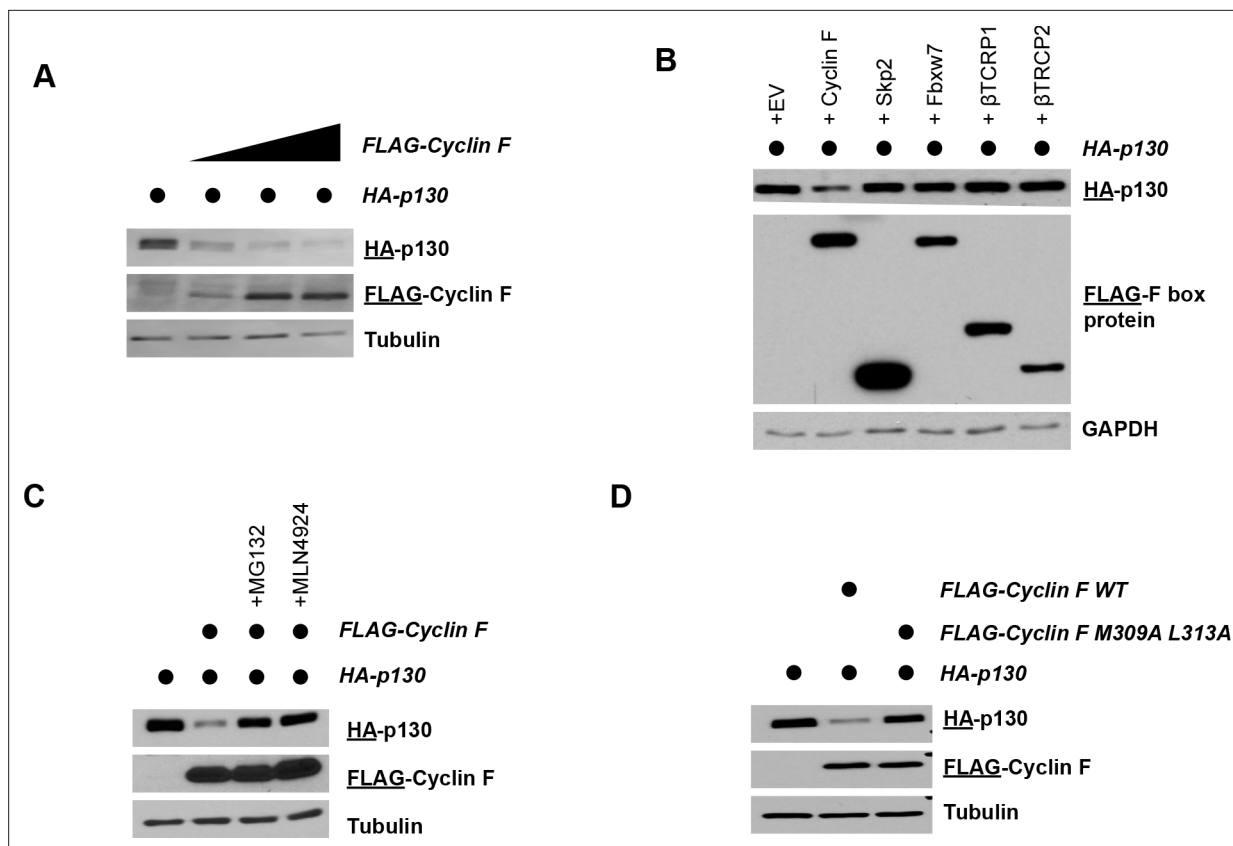 A
FLAG-Cyclin F
HA-p130
HA-p130
FLAG-Cyclin F
Tubulin
B
+EV
+ Cyclin F
+ Skp2
+ Fbxw7
+ βTCRP1
+ βTRCP2
HA-p130
HA-p130
FLAG-F box
protein
GAPDH
C
+MG132
+MLN4924
FLAG-Cyclin F
HA-p130
HA-p130
FLAG-Cyclin F
Tubulin
D
FLAG-Cyclin F WT
FLAG-Cyclin F M309A L313A
HA-p130
HA-p130
FLAG-Cyclin F
Tubulin